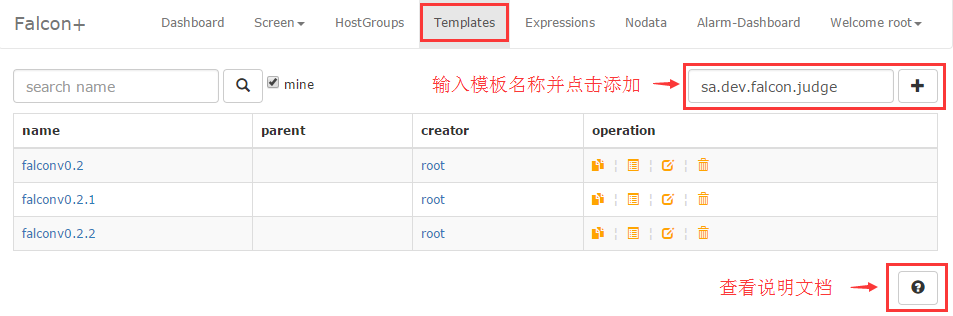 Falcon+ Dashboard Screen HostGroups Templates Expressions Nodata Alarm-Dashboard Welcome root
search name mine 输入模板名称并点击添加 sa.dev.falcon.judge
name parent creator operation
falconv0.2 root
falconv0.2.1 root
falconv0.2.2 root
查看说明文档